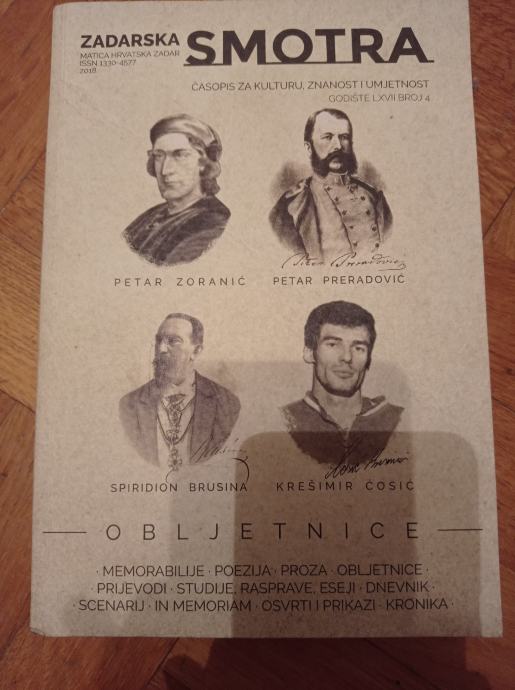 ZADARSKA SMOTRA
MATICA HRVATSKA ZADAR
ISSN 1330-4577
2018.
ČASOPIS ZA KULTURU, ZNANOST I UMJETNOST
GODIŠTE LXVII BROJ 4
Petar Preradović
PETAR ZORANIĆ PETAR PRERADOVIĆ
SPIRIDION BRUSINA KREŠIMIR ĆOSIĆ
OBLJETNICE
· MEMORABILIJE · POEZIJA · PROZA · OBLJETNICE ·
· PRIJEVODI · STUDIJE, RASPRAVE, ESEJI · DNEVNIK ·
· SCENARIJ · IN MEMORIAM · OSVRTI I PRIKAZI · KRONIKA ·